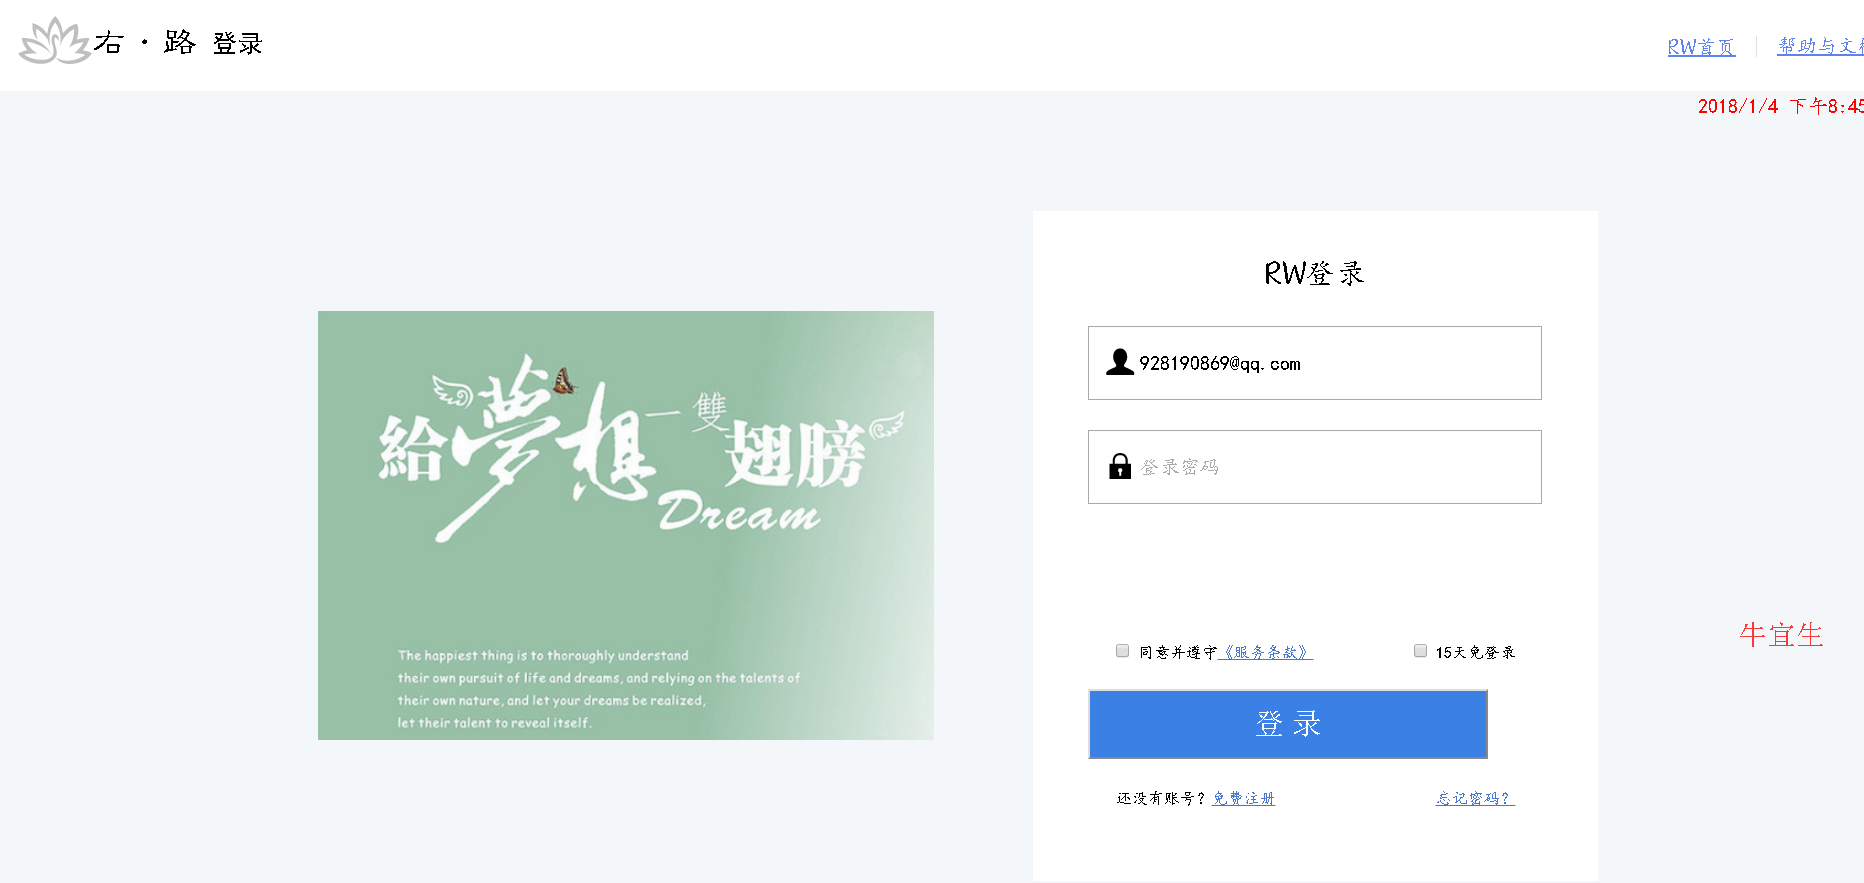 右·路 登录
RW首页
帮助与文
2018/1/4 下午8:45
給夢想一雙翅膀
Dream
The happiest thing is to thoroughly understand
their own pursuit of life and dreams, and relying on the talents of
their own nature, and let your dreams be realized,
let their talent to reveal itself.
RW登录
928190869@qq.com
登录密码
同意并遵守《服务条款》
15天免登录
登 录
还没有账号? 免费注册
忘记密码?
牛宜生